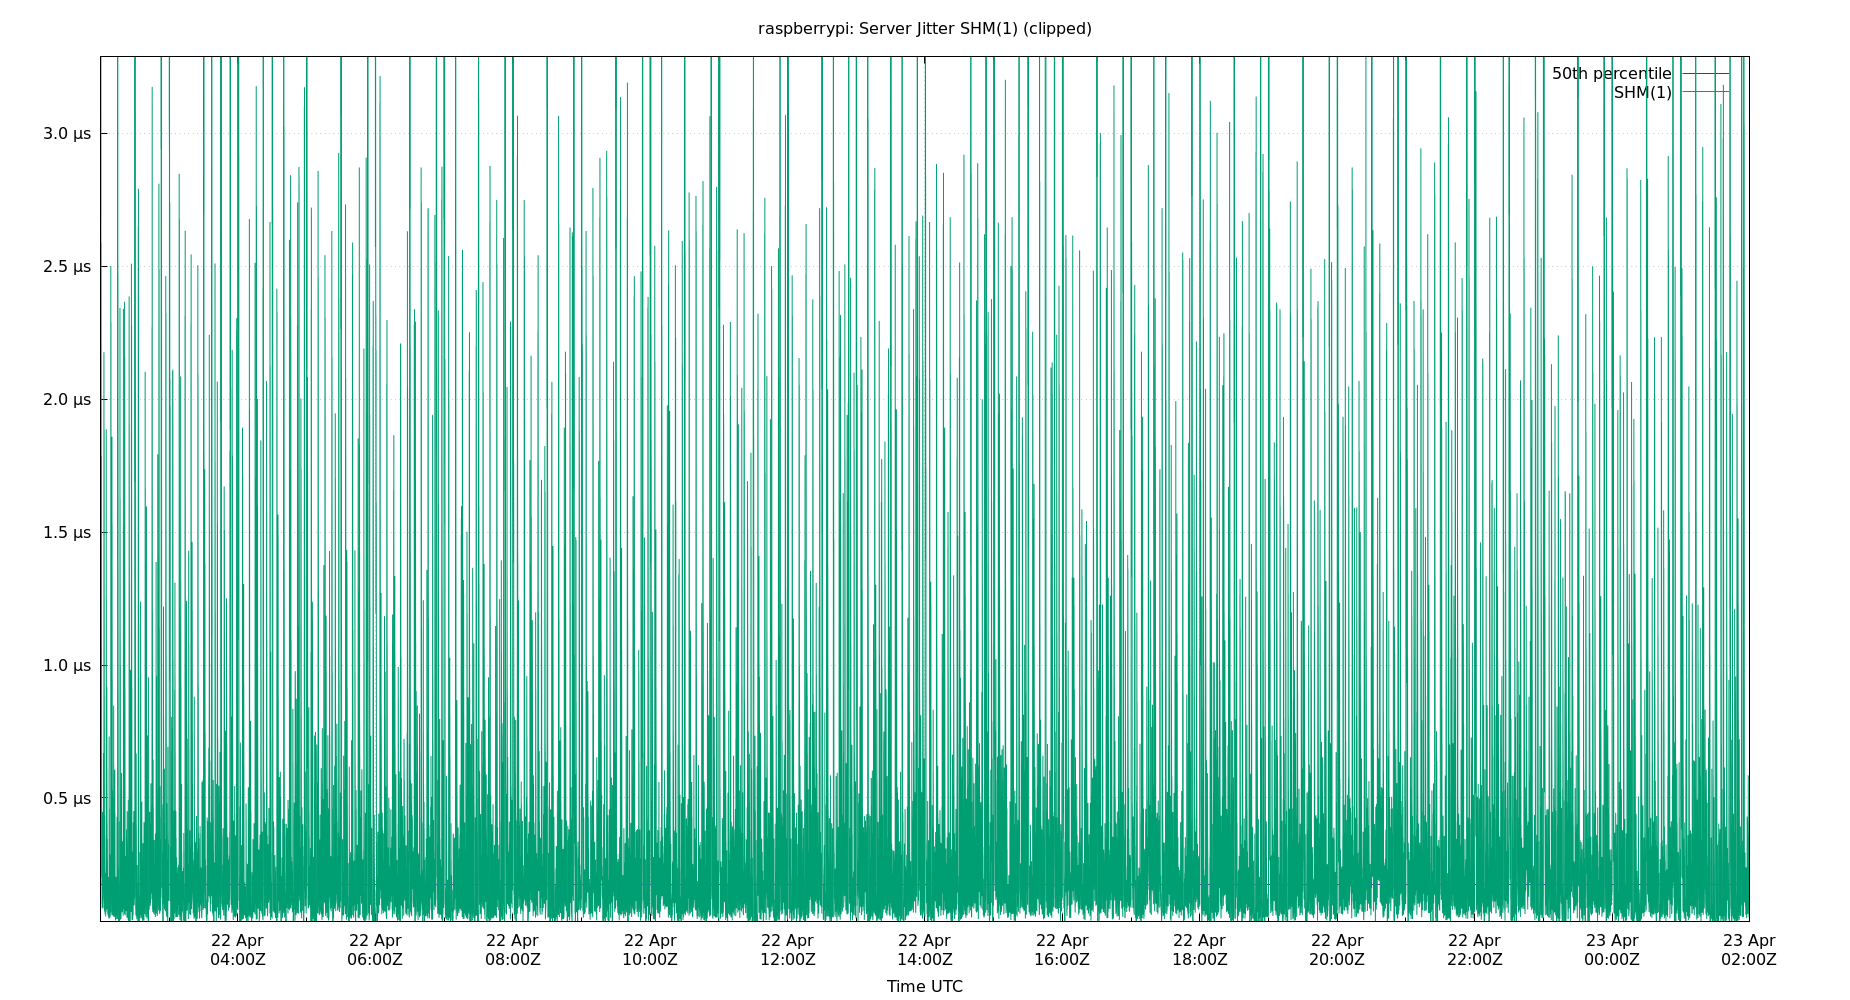 raspberrypi: Server Jitter SHM(1) (clipped)
50th percentile
SHM(1)
3.0 µs
2.5 µs
2.0 µs
1.5 µs
1.0 µs
0.5 µs
22 Apr 22 Apr 22 Apr 22 Apr 22 Apr 22 Apr 22 Apr 22 Apr 22 Apr 22 Apr 23 Apr 23 Apr
04:00Z 06:00Z 08:00Z 10:00Z 12:00Z 14:00Z 16:00Z 18:00Z 20:00Z 22:00Z 00:00Z 02:00Z
Time UTC